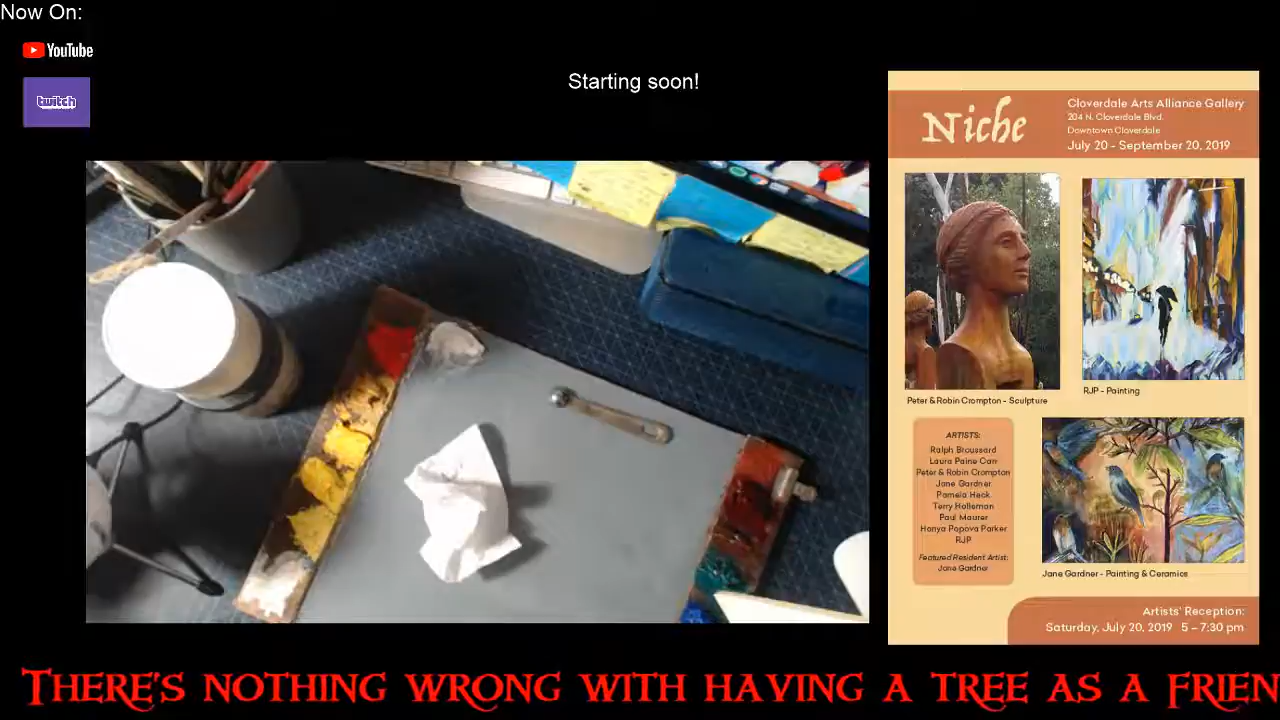 Now On:
YouTube
twitch
Starting soon!
Niche
Cloverdale Arts Alliance Gallery
204 N. Cloverdale Blvd.
Downtown Cloverdale
July 20 - September 20, 2019
Peter & Robin Crompton - Sculpture
RJP - Painting
ARTISTS:
Ralph Broussard
Laura Paine Carr
Peter & Robin Crompton
Jane Gardner
Pamela Heck
Terry Holleman
Paul Maurer
Hanya Popova Parker
RJP
Featured Resident Artist:
Jane Gardner
Jane Gardner - Painting & Ceramics
Artists' Reception:
Saturday, July 20, 2019 5 – 7:30 pm
There's nothing wrong with having a tree as a frien